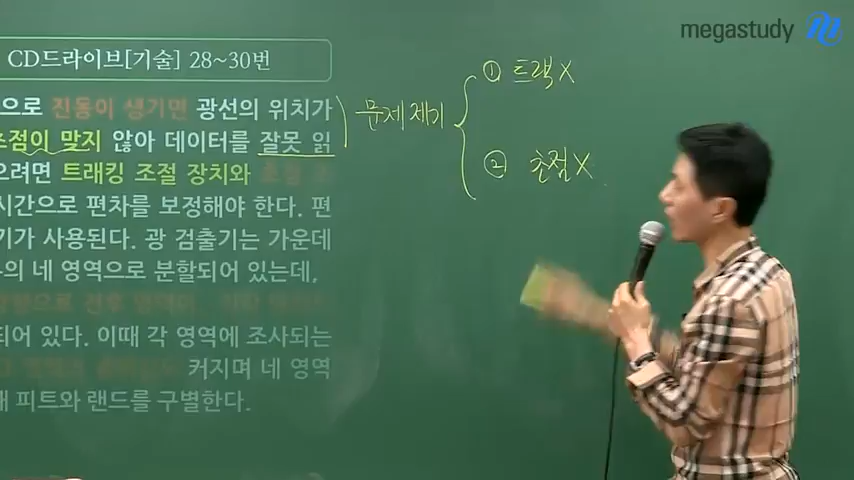 megastudy
CD드라이브[기술] 28~30번
으로 진동이 생기면 광선의 위치가
초점이 맞지 않아 데이터를 잘못 읽
으려면 트래킹 조절 장치와
시간으로 편차를 보정해야 한다. 편
기가 사용된다. 광 검출기는 가운데
의 네 영역으로 분할되어 있는데,
되어 있다. 이때 각 영역에 조사되는
커지며 네 영역
해 피트와 랜드를 구별한다.
문제 제기
① 트랙 X
② 초점 X